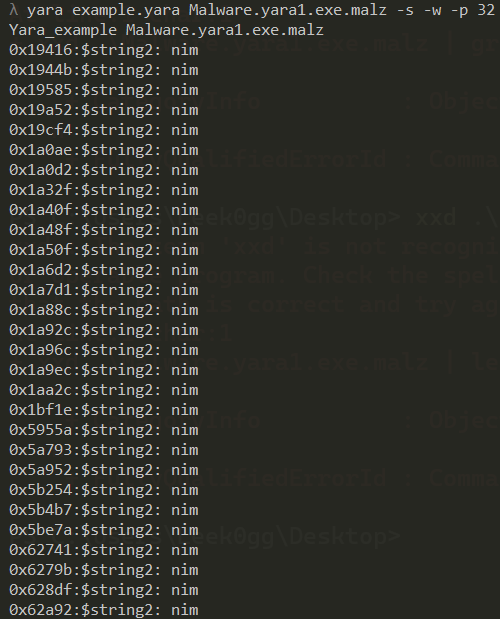 λ yara example.yara Malware.yara1.exe.malz -s -w -p 32
Yara_example Malware.yara1.exe.malz
0x19416:$string2: nim
0x1944b:$string2: nim
0x19585:$string2: nim
0x19a52:$string2: nim
0x19cf4:$string2: nim
0x1a0ae:$string2: nim
0x1a0d2:$string2: nim
0x1a32f:$string2: nim
0x1a40f:$string2: nim
0x1a48f:$string2: nim
0x1a50f:$string2: nim
0x1a6d2:$string2: nim
0x1a7d1:$string2: nim
0x1a88c:$string2: nim
0x1a92c:$string2: nim
0x1a96c:$string2: nim
0x1a9ec:$string2: nim
0x1aa2c:$string2: nim
0x1bf1e:$string2: nim
0x5955a:$string2: nim
0x5a793:$string2: nim
0x5a952:$string2: nim
0x5b254:$string2: nim
0x5b4b7:$string2: nim
0x5be7a:$string2: nim
0x62741:$string2: nim
0x6279b:$string2: nim
0x628df:$string2: nim
0x62a92:$string2: nim